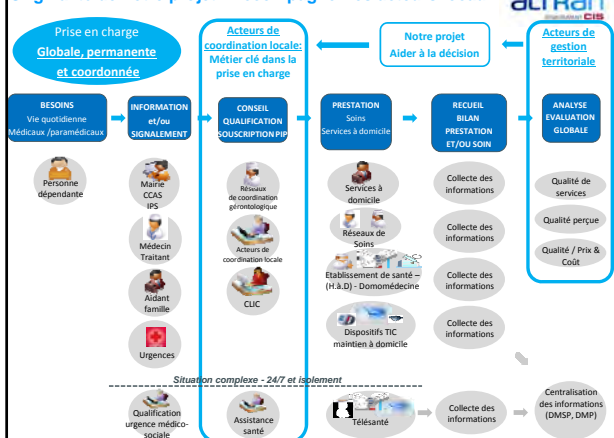 altran
CIS
Prise en charge
Globale, permanente
et coordonnée
Acteurs de
coordination locale:
Métier clé dans la
prise en charge
Notre projet
Aider à la décision
Acteurs de
gestion
territoriale
BESOINS
Vie quotidienne
Médicaux /paramédicaux
INFORMATION
et/ou
SIGNALEMENT
CONSEIL
QUALIFICATION
SOUSCRIPTION PIP
PRESTATION
Soins
Services à domicile
RECUEIL
BILAN
PRESTATION
ET/OU SOIN
ANALYSE
EVALUATION
GLOBALE
Personne
dépendante
Mairie
CCAS
IPS
Médecin
Traitant
Aidant
famille
Urgences
Réseaux
de coordination
gérontologique
Acteurs de
coordination locale
CLIC
Services à
domicile
Réseaux de
Soins
Etablissement de santé –
(H.à.D) - Domomédecine
Dispositifs TIC
maintien à domicile
Collecte des
informations
Collecte des
informations
Collecte des
informations
Collecte des
informations
Qualité de
services
Qualité perçue
Qualité / Prix &
Coût
Situation complexe - 24/7 et isolement
Qualification
urgence médico-
sociale
Assistance
santé
Télésanté
Collecte des
informations
Centralisation
des informations
(DMSP, DMP)